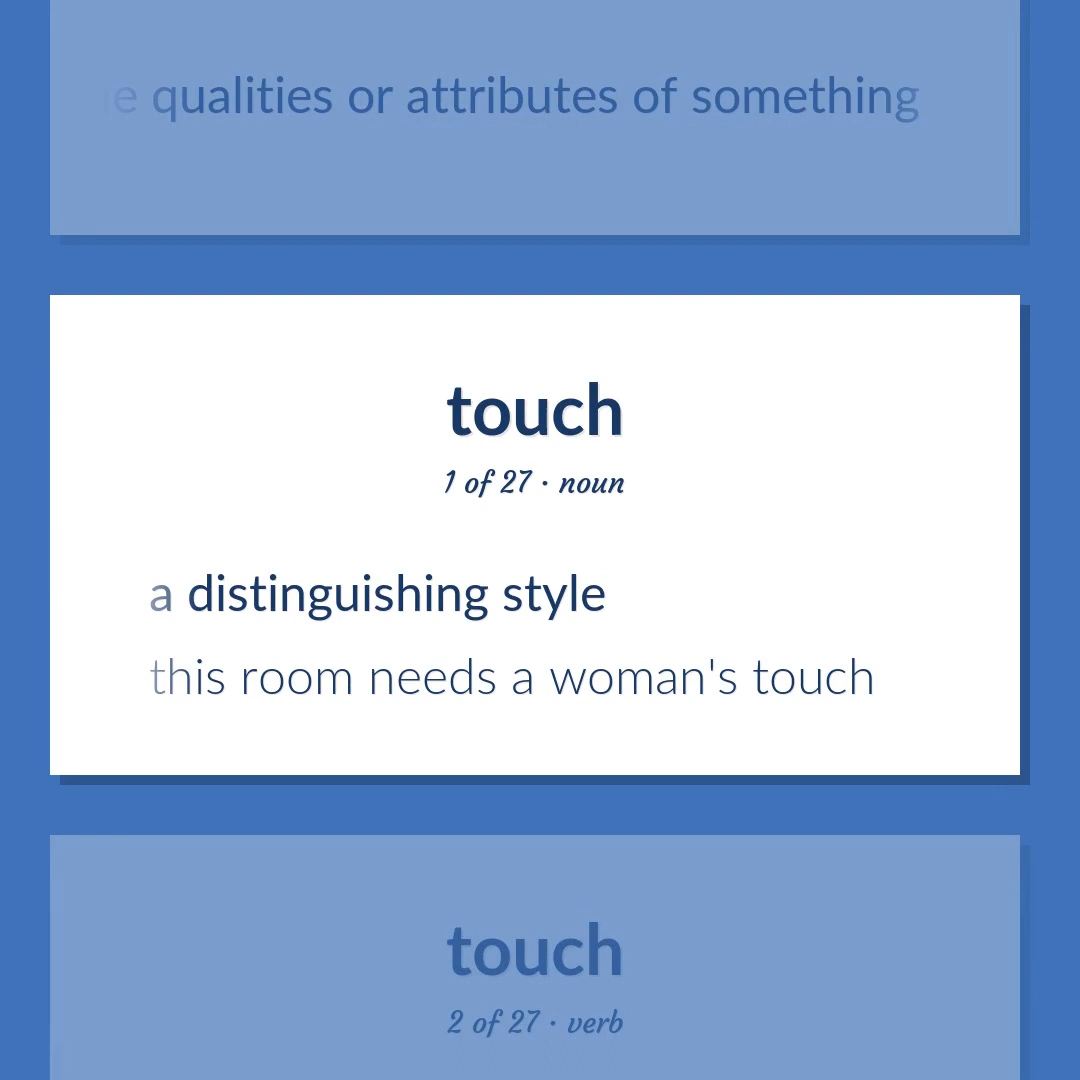 qualities or attributes of something
touch
1 of 27 · noun
a distinguishing style
this room needs a woman's touch
touch
2 of 27 · verb